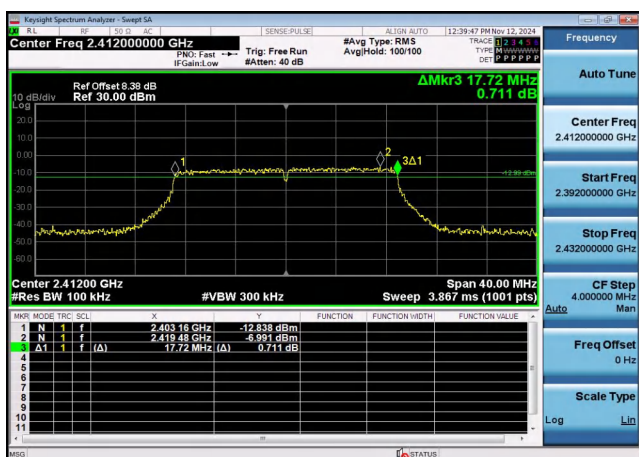 Keysight Spectrum Analyzer - Swept SA
RL RF 50 Ω AC SENSE:PULSE ALIGN AUTO 12:39:47 PM Nov 12, 2024
Center Freq 2.412000000 GHz
PNO: Fast
IFGain:Low
Trig: Free Run
#Atten: 40 dB
#Avg Type: RMS
Avg|Hold: 100/100
TRACE 1 2 3 4 5 6
TYPE M W W W W W
DET P P P P P P
Frequency
Auto Tune
Center Freq
2.412000000 GHz
Start Freq
2.392000000 GHz
Stop Freq
2.432000000 GHz
CF Step
4.000000 MHz
Auto Man
Freq Offset
0 Hz
Scale Type
Log Lin
ΔMkr3 17.72 MHz
0.711 dB
Ref Offset 8.38 dB
10 dB/div Ref 30.00 dBm
Log
20.0
10.0
0.00
-10.0
-20.0
-30.0
-40.0
-50.0
-60.0
1
2
3Δ1
-12.99 dBm
Center 2.41200 GHz Span 40.00 MHz
#Res BW 100 kHz #VBW 300 kHz Sweep 3.867 ms (1001 pts)
MKR MODE TRC SCL X Y FUNCTION FUNCTION WIDTH FUNCTION VALUE
1 N 1 f 2.403 16 GHz -12.838 dBm
2 N 1 f 2.419 48 GHz -6.991 dBm
3 Δ1 1 f (Δ) 17.72 MHz (Δ) 0.711 dB
4
5
6
7
8
9
10
11
MSG STATUS